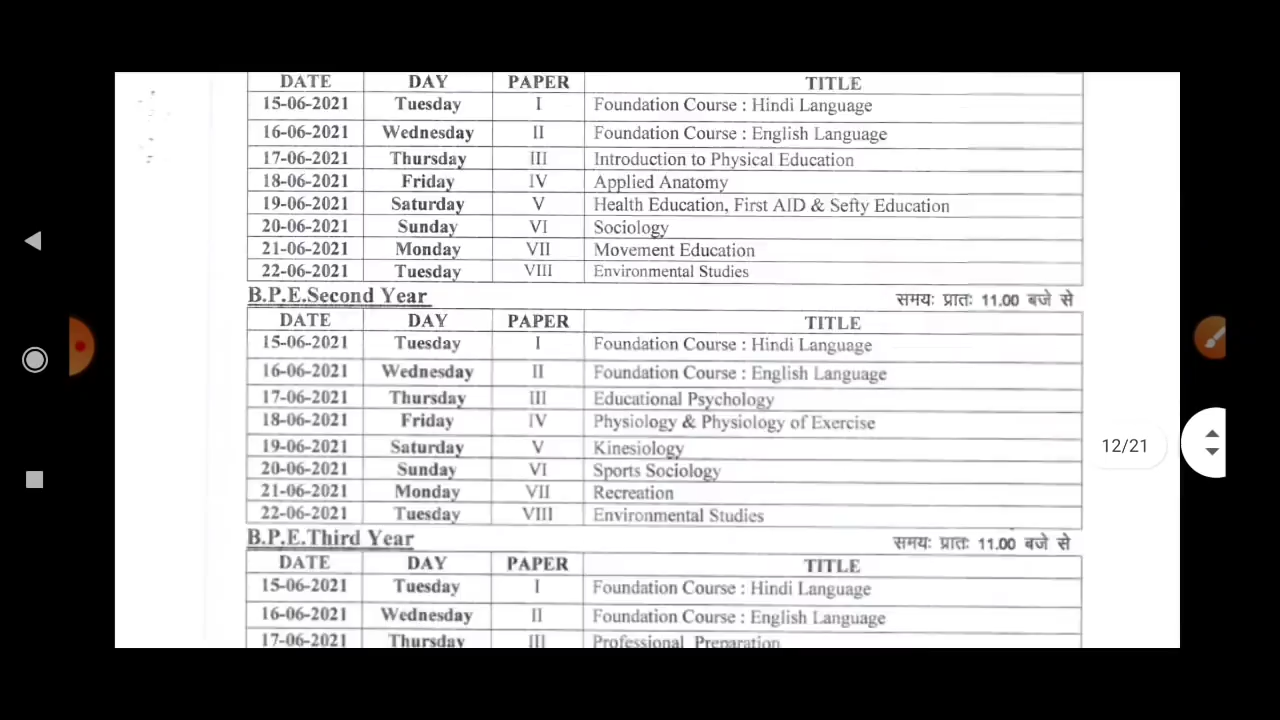 DATE DAY PAPER TITLE
15-06-2021 Tuesday I Foundation Course : Hindi Language
16-06-2021 Wednesday II Foundation Course : English Language
17-06-2021 Thursday III Introduction to Physical Education
18-06-2021 Friday IV Applied Anatomy
19-06-2021 Saturday V Health Education, First AID & Sefty Education
20-06-2021 Sunday VI Sociology
21-06-2021 Monday VII Movement Education
22-06-2021 Tuesday VIII Environmental Studies
B.P.E.Second Year समयः प्रातः 11.00 बजे से
DATE DAY PAPER TITLE
15-06-2021 Tuesday I Foundation Course : Hindi Language
16-06-2021 Wednesday II Foundation Course : English Language
17-06-2021 Thursday III Educational Psychology
18-06-2021 Friday IV Physiology & Physiology of Exercise
19-06-2021 Saturday V Kinesiology
20-06-2021 Sunday VI Sports Sociology
21-06-2021 Monday VII Recreation
22-06-2021 Tuesday VIII Environmental Studies
12/21
B.P.E.Third Year समयः प्रातः 11.00 बजे से
DATE DAY PAPER TITLE
15-06-2021 Tuesday I Foundation Course : Hindi Language
16-06-2021 Wednesday II Foundation Course : English Language
17-06-2021 Thursday III Professional Preparation